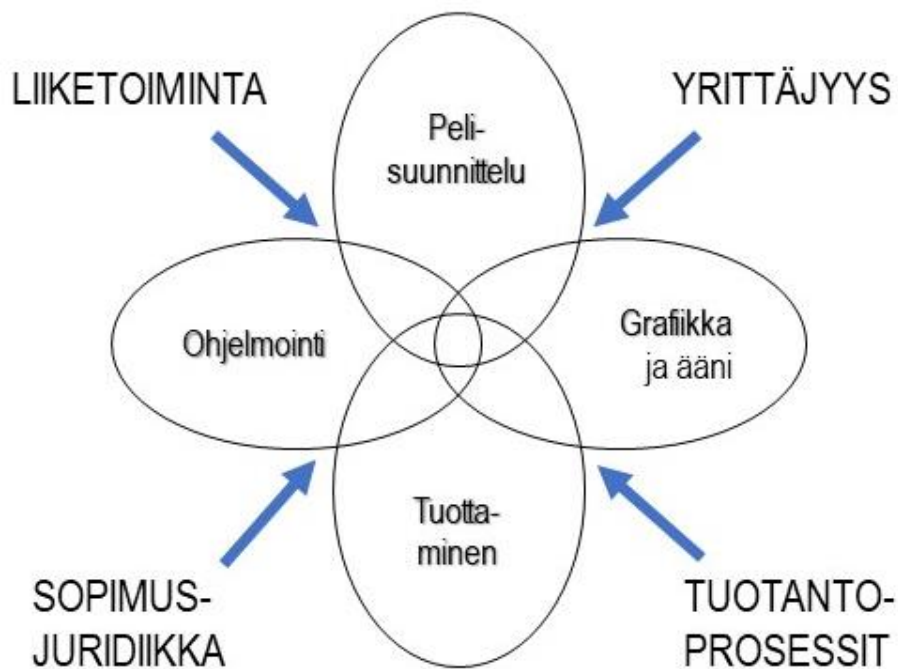 LIIKETOIMINTA
YRITTÄJYYS
Peli-
suunnittelu
Ohjelmointi
Grafiikka
ja ääni
Tuotta-
minen
SOPIMUS-
JURIDIIKKA
TUOTANTO-
PROSESSIT